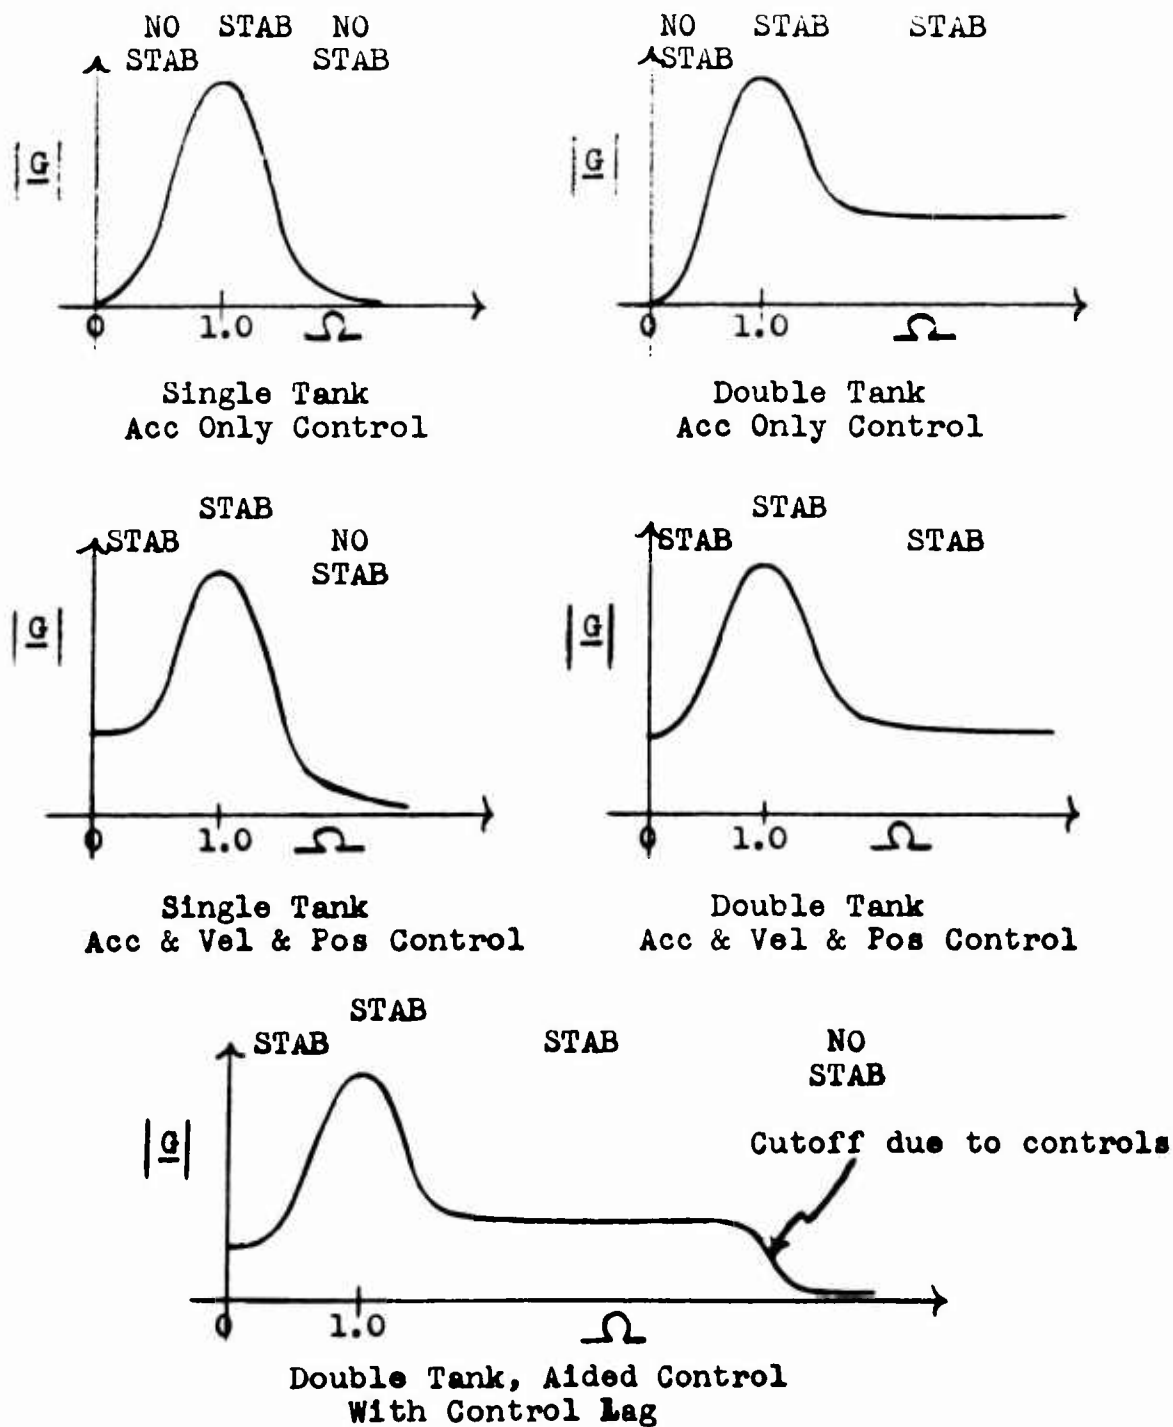 NO STAB NO
STAB STAB
|G|
0 1.0 Ω
Single Tank
Acc Only Control
NO STAB STAB
STAB
|G|
0 1.0 Ω
Double Tank
Acc Only Control
STAB
STAB NO
STAB
|G|
0 1.0 Ω
Single Tank
Acc & Vel & Pos Control
STAB
STAB STAB
|G|
0 1.0 Ω
Double Tank
Acc & Vel & Pos Control
STAB
STAB STAB NO
STAB
Cutoff due to controls
|G|
0 1.0 Ω
Double Tank, Aided Control
With Control Lag